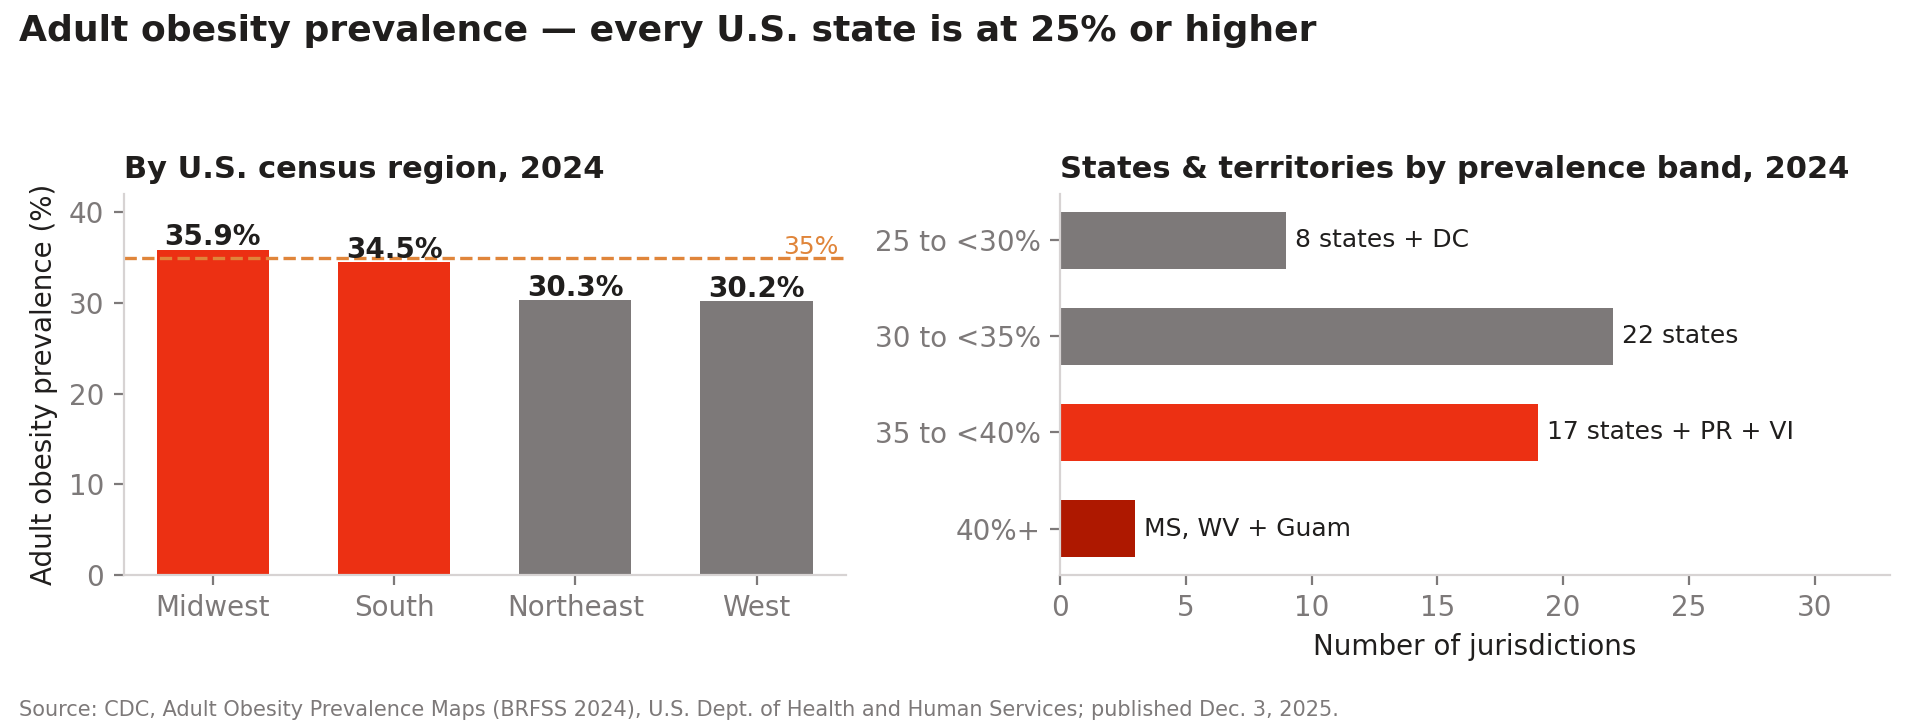 Adult obesity prevalence — every U.S. state is at 25% or higher
By U.S. census region, 2024
Adult obesity prevalence (%)
40
30
20
10
0
35.9%
34.5%
30.3%
30.2%
35%
Midwest
South
Northeast
West
States & territories by prevalence band, 2024
25 to <30%
8 states + DC
30 to <35%
22 states
35 to <40%
17 states + PR + VI
40%+
MS, WV + Guam
0
5
10
15
20
25
30
Number of jurisdictions
Source: CDC, Adult Obesity Prevalence Maps (BRFSS 2024), U.S. Dept. of Health and Human Services; published Dec. 3, 2025.